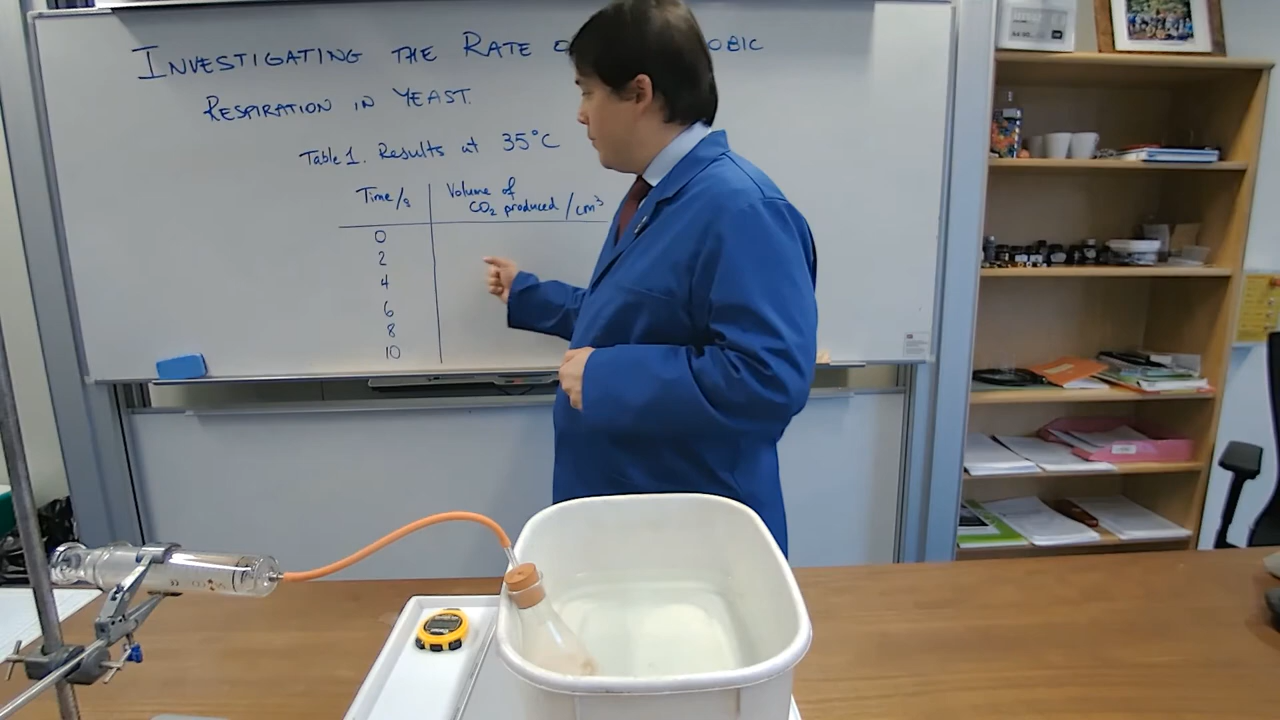 INVESTIGATING THE RATE OBIC
RESPIRATION IN YEAST.
Table 1. Results at 35°C
Time/s Volume of
CO₂ produced /cm³
0
2
4
6
8
10